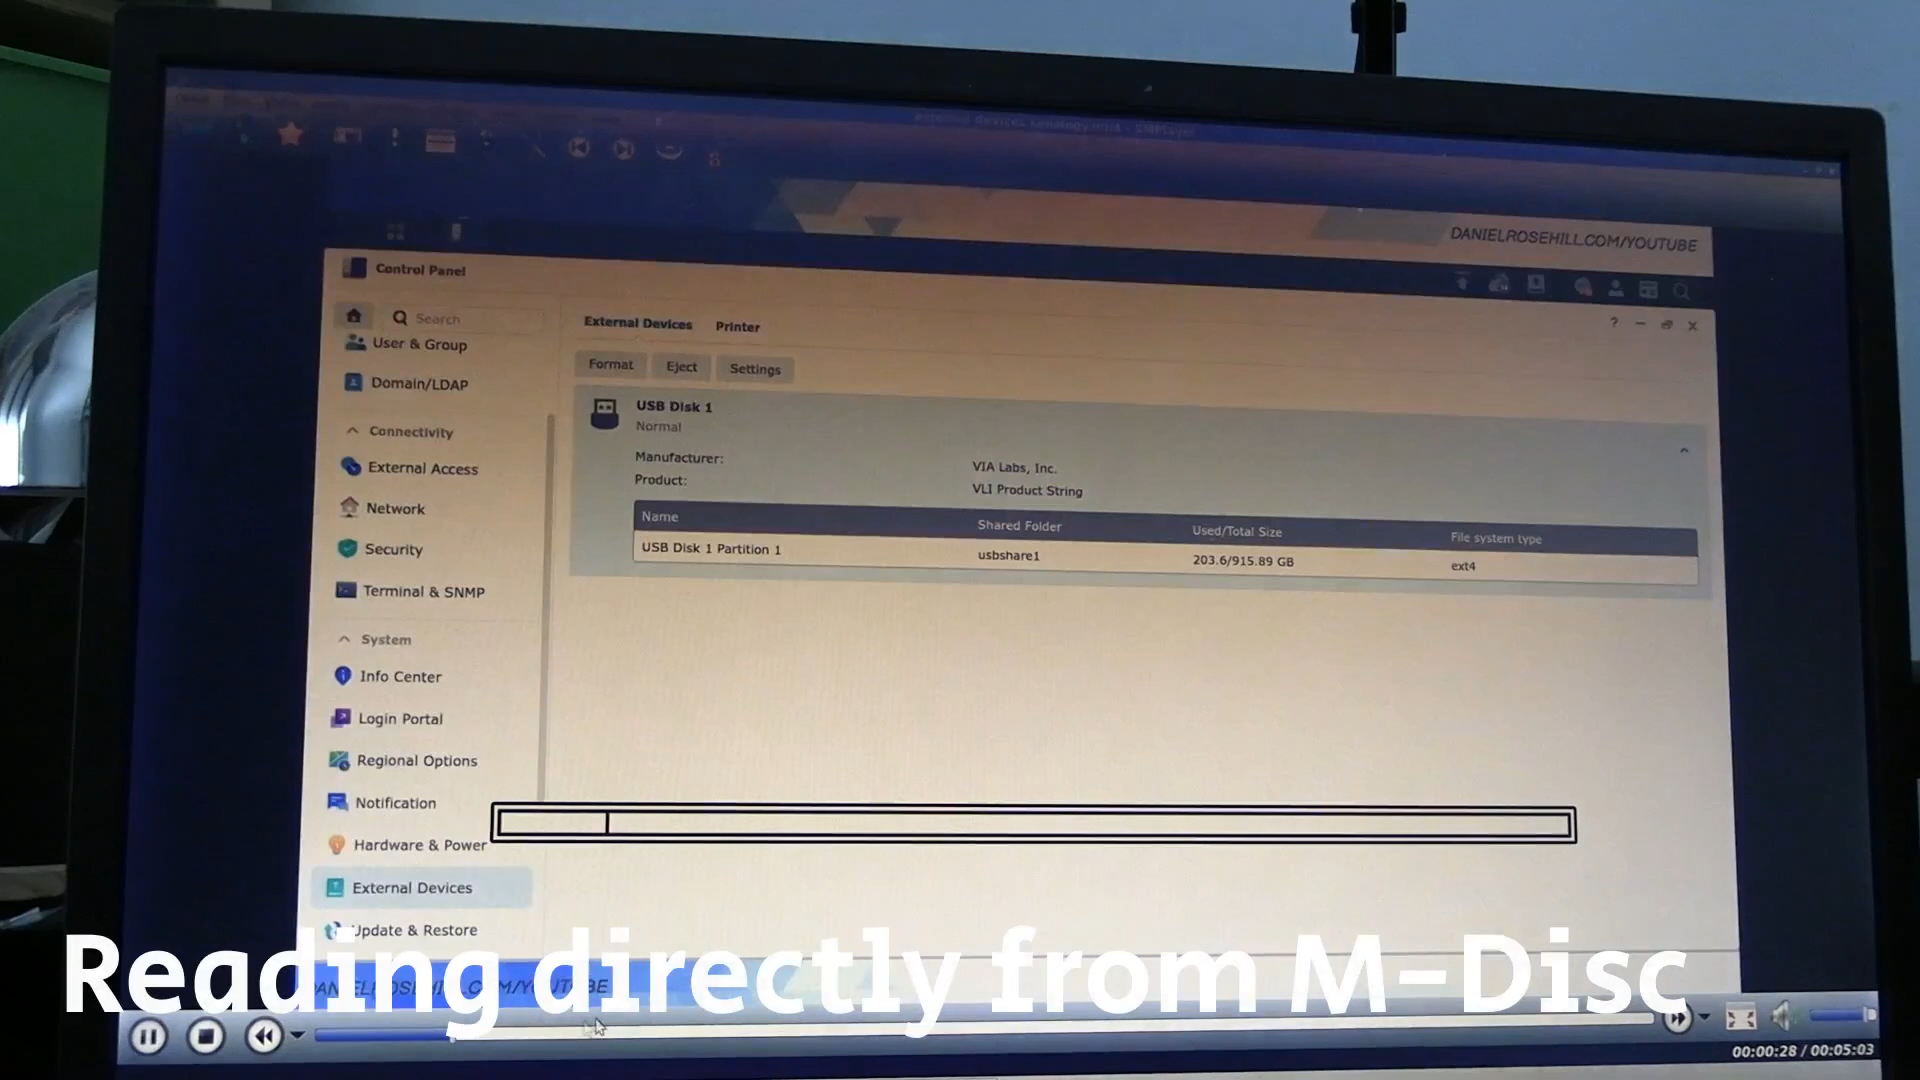 DANIELROSEHILL.COM/YOUTUBE
Control Panel
Search
User & Group
Domain/LDAP
Connectivity
External Access
Network
Security
Terminal & SNMP
System
Info Center
Login Portal
Regional Options
Notification
Hardware & Power
External Devices
Update & Restore
External Devices Printer
Format Eject Settings
USB Disk 1
Normal
Manufacturer: VIA Labs, Inc.
Product: VLI Product String
Name Shared Folder Used/Total Size File system type
USB Disk 1 Partition 1 usbshare1 203.6/915.89 GB ext4
DANIELROSEHILL.COM/YOUTUBE
Reading directly from M-Disc
00:00:28 / 00:05:03